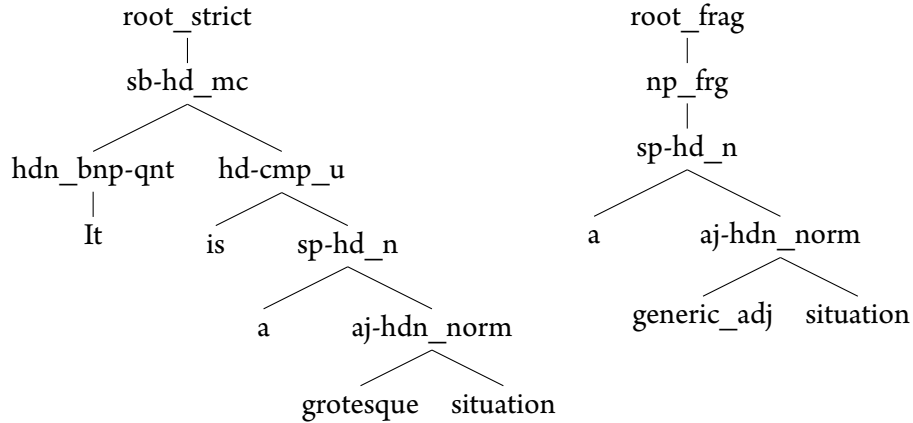 root_strict
sb-hd_mc
hdn_bnp-qnt hd-cmp_u
It is sp-hd_n
a aj-hdn_norm
grotesque situation
root_frag
np_frg
sp-hd_n
a aj-hdn_norm
generic_adj situation